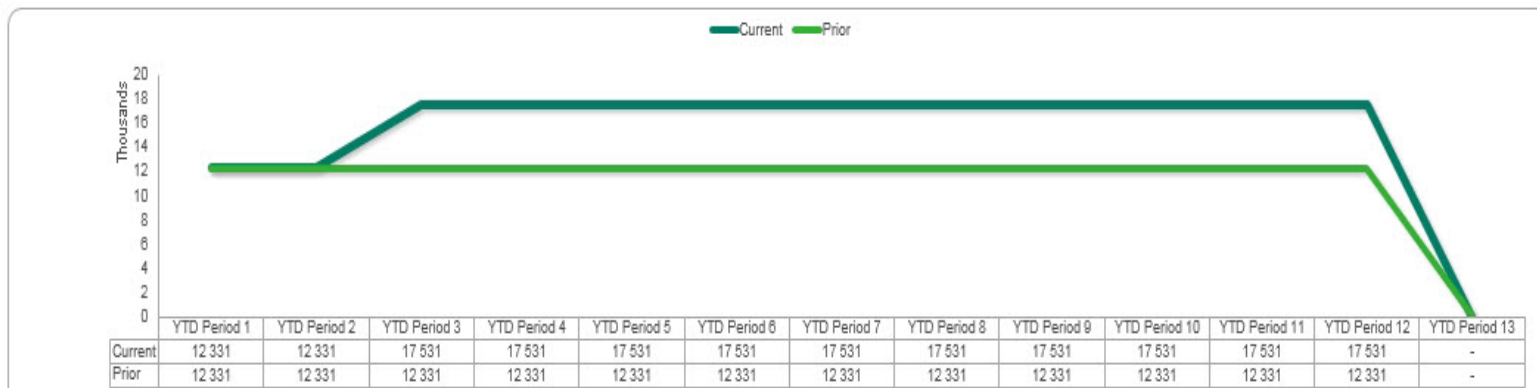 Current Prior
Thousands
20
18
16
14
12
10
8
6
4
2
0
YTD Period 1 YTD Period 2 YTD Period 3 YTD Period 4 YTD Period 5 YTD Period 6 YTD Period 7 YTD Period 8 YTD Period 9 YTD Period 10 YTD Period 11 YTD Period 12 YTD Period 13
Current 12 331 12 331 17 531 17 531 17 531 17 531 17 531 17 531 17 531 17 531 17 531 17 531 -
Prior 12 331 12 331 12 331 12 331 12 331 12 331 12 331 12 331 12 331 12 331 12 331 12 331 -